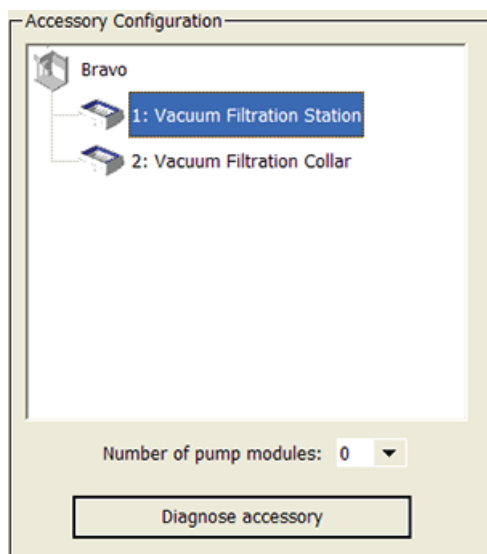 Accessory Configuration
Bravo
1: Vacuum Filtration Station
2: Vacuum Filtration Collar
Number of pump modules: 0
Diagnose accessory